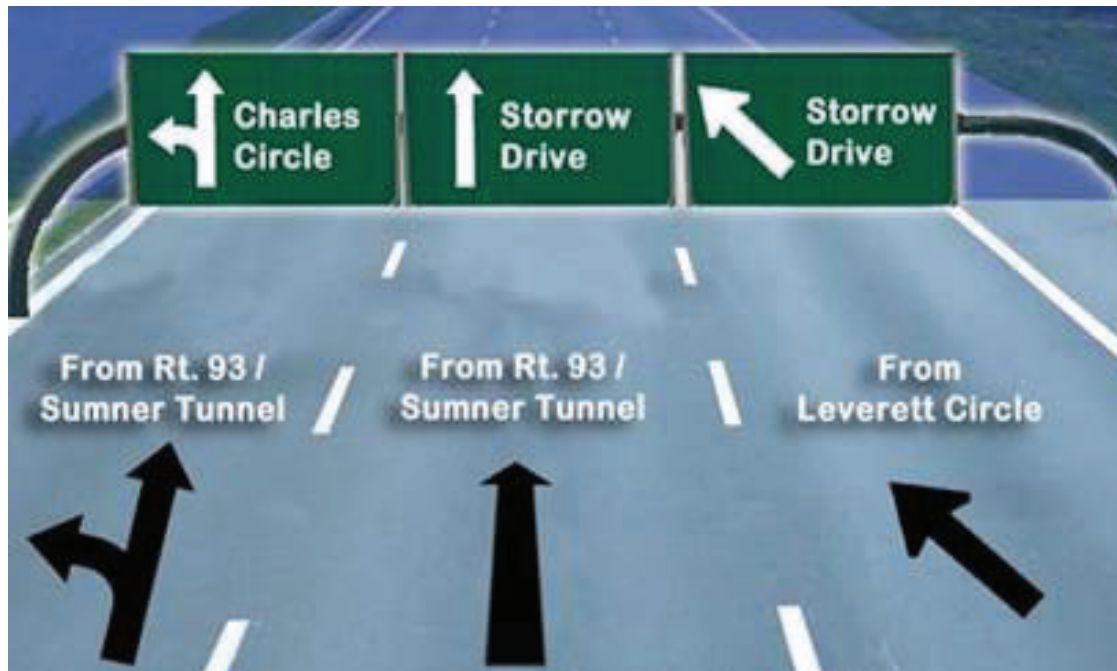 Charles
Circle
Storrow
Drive
Storrow
Drive
From Rt. 93 /
Sumner Tunnel
From Rt. 93 /
Sumner Tunnel
From
Leverett Circle